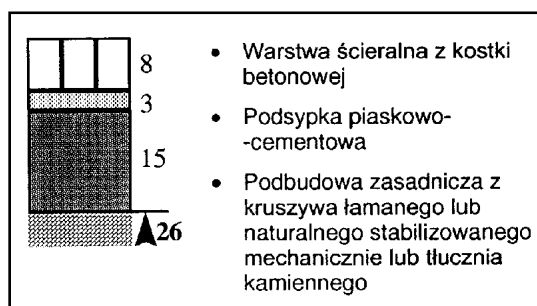 8
3
15
26
• Warstwa ścieralna z kostki
betonowej
• Podsypka piaskowo-
-cementowa
• Podbudowa zasadnicza z
kruszywa łamanego lub
naturalnego stabilizowanego
mechanicznie lub tłucznia
kamiennego